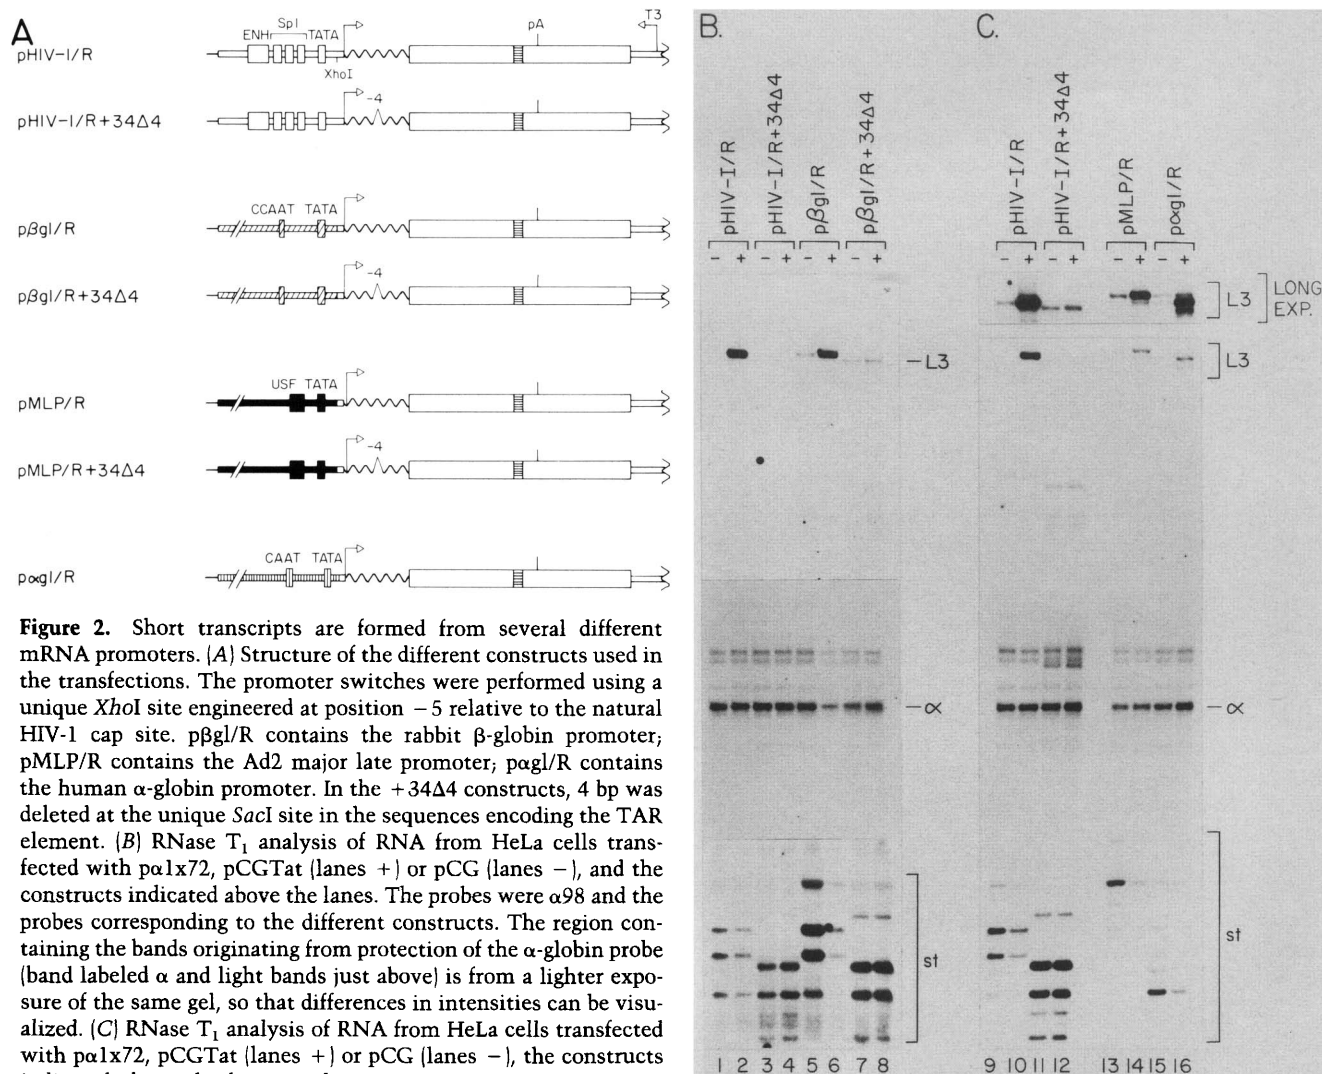 A
pHIV-I/R
ENH
SpI
TATA
XhoI
pA
T3
pHIV-I/R+34Δ4
-4
pβgl/R
CCAAT TATA
pβgl/R+34Δ4
-4
pMLP/R
USF TATA
pMLP/R+34Δ4
-4
pαgl/R
CAAT TATA
Figure 2. Short transcripts are formed from several different
mRNA promoters. (A) Structure of the different constructs used in
the transfections. The promoter switches were performed using a
unique XhoI site engineered at position −5 relative to the natural
HIV-1 cap site. pβgl/R contains the rabbit β-globin promoter;
pMLP/R contains the Ad2 major late promoter; pαgl/R contains
the human α-globin promoter. In the +34Δ4 constructs, 4 bp was
deleted at the unique SacI site in the sequences encoding the TAR
element. (B) RNase T1 analysis of RNA from HeLa cells trans-
fected with pα1x72, pCGTat (lanes +) or pCG (lanes −), and the
constructs indicated above the lanes. The probes were α98 and the
probes corresponding to the different constructs. The region con-
taining the bands originating from protection of the α-globin probe
(band labeled α and light bands just above) is from a lighter expo-
sure of the same gel, so that differences in intensities can be visu-
alized. (C) RNase T1 analysis of RNA from HeLa cells transfected
with pα1x72, pCGTat (lanes +) or pCG (lanes −), the constructs
B.
pHIV-I/R
pHIV-I/R+34Δ4
pβgl/R
pβgl/R+34Δ4
- + - + - + - +
-L3
-α
st
1 2 3 4 5 6 7 8
C.
pHIV-I/R
pHIV-I/R+34Δ4
pMLP/R
pαgl/R
- + - + - + - +
L3
LONG
EXP.
L3
-α
st
9 10 11 12 13 14 15 16